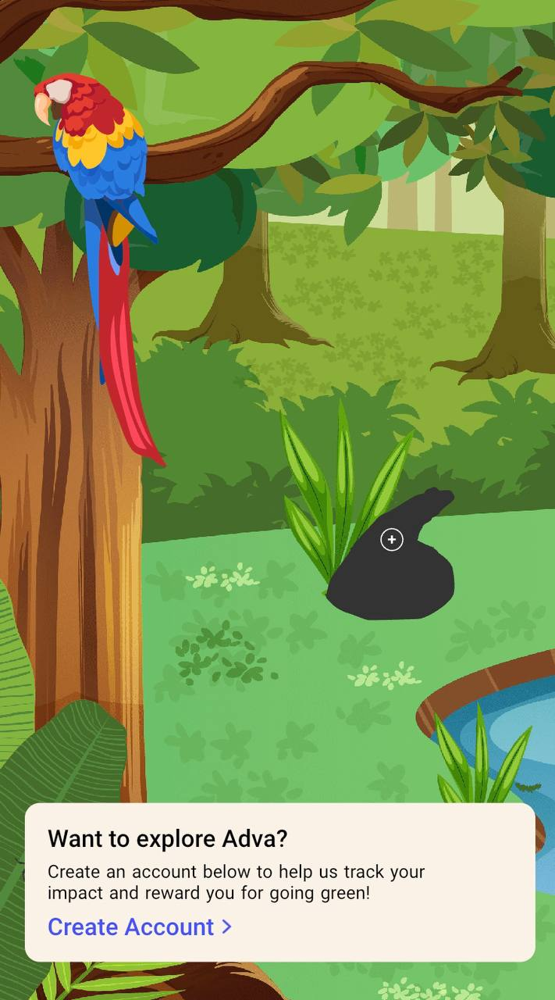 Want to explore Adva?
Create an account below to help us track your
impact and reward you for going green!
Create Account >